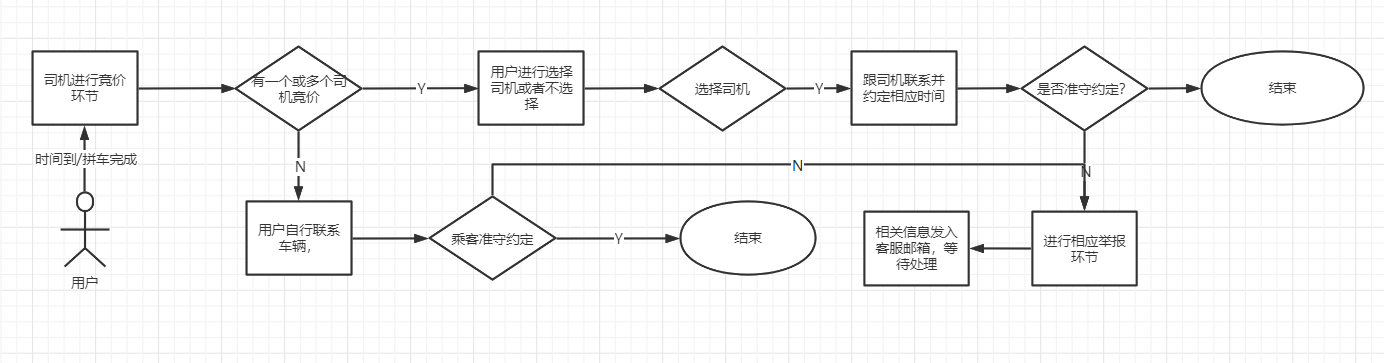 司机进行竞价
环节
有一个或多个司
机竞价
Y
用户进行选择
司机或者不选
择
选择司机
Y
跟司机联系并
约定相应时间
是否准守约定?
结束
时间到/拼车完成
N
N
N
用户自行联系
车辆，
乘客准守约定
Y
结束
相关信息发入
客服邮箱，等
待处理
进行相应举报
环节
用户